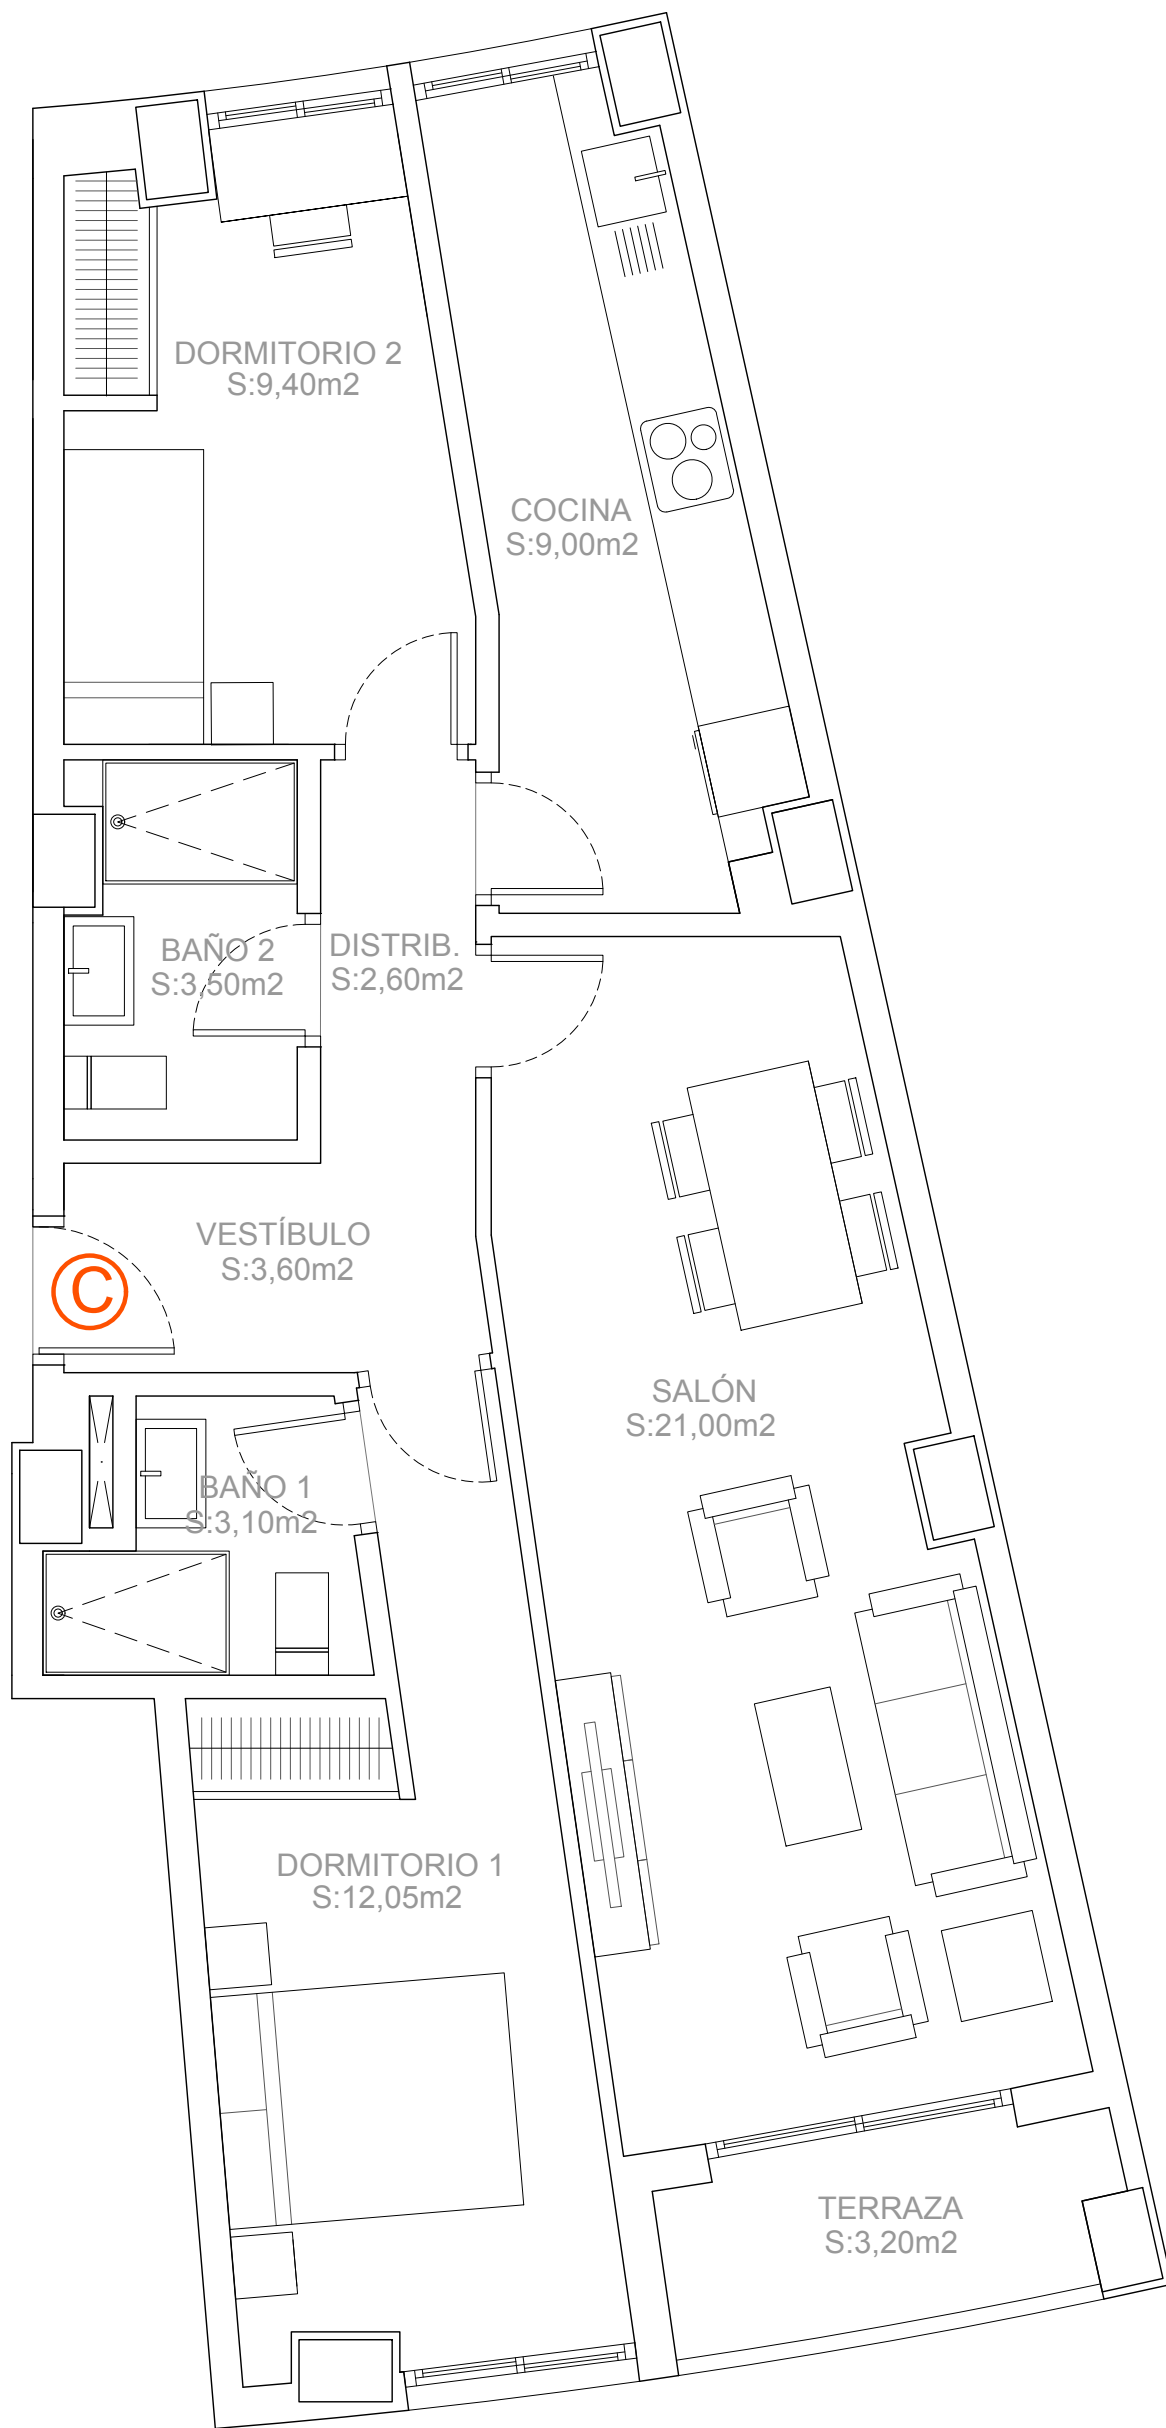 DORMITORIO 2
S:9,40m2
COCINA
S:9,00m2
BAÑO 2
S:3,50m2
DISTRIB.
S:2,60m2
VESTÍBULO
S:3,60m2
C
SALÓN
S:21,00m2
BAÑO 1
S:3,10m2
DORMITORIO 1
S:12,05m2
TERRAZA
S:3,20m2